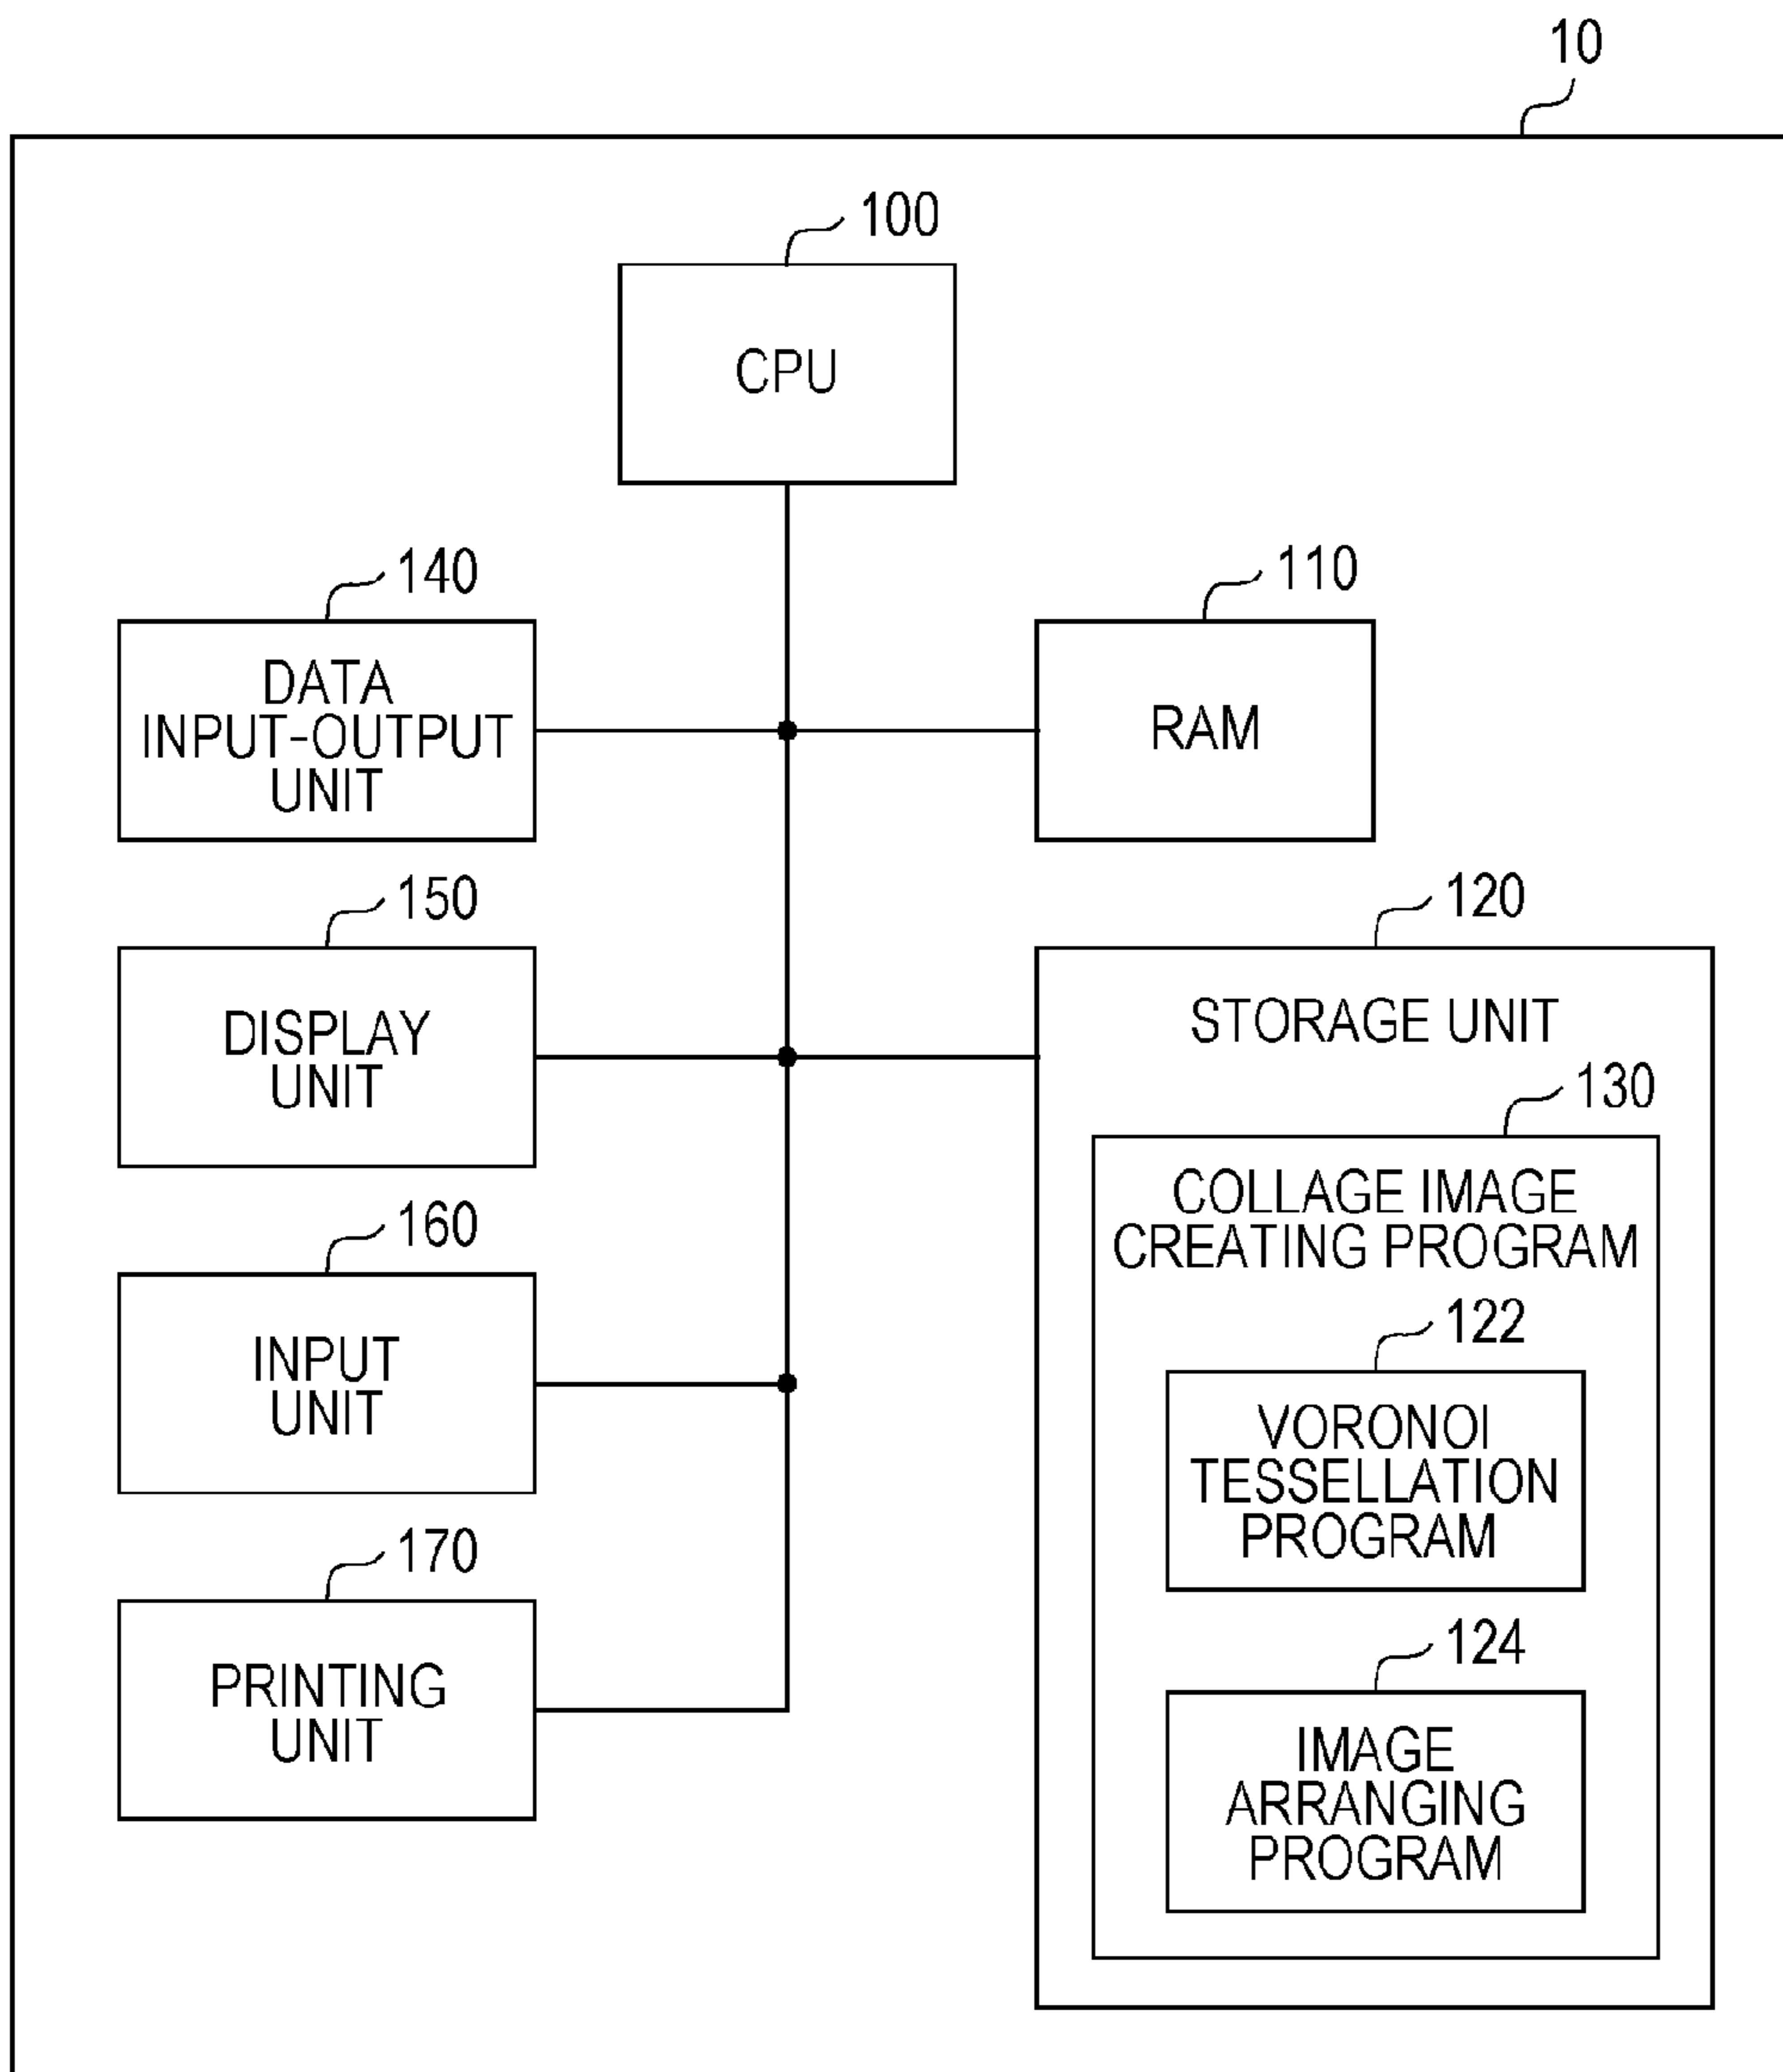 10
100
CPU
140
DATA
INPUT-OUTPUT
UNIT
110
RAM
150
DISPLAY
UNIT
120
STORAGE UNIT
130
COLLAGE IMAGE
CREATING PROGRAM
122
VORONOI
TESSELLATION
PROGRAM
124
IMAGE
ARRANGING
PROGRAM
160
INPUT
UNIT
170
PRINTING
UNIT